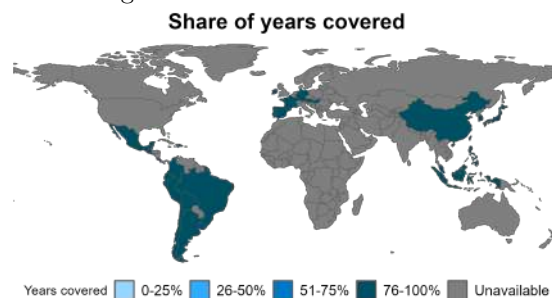 Share of years covered
Years covered 0-25% 26-50% 51-75% 76-100% Unavailable